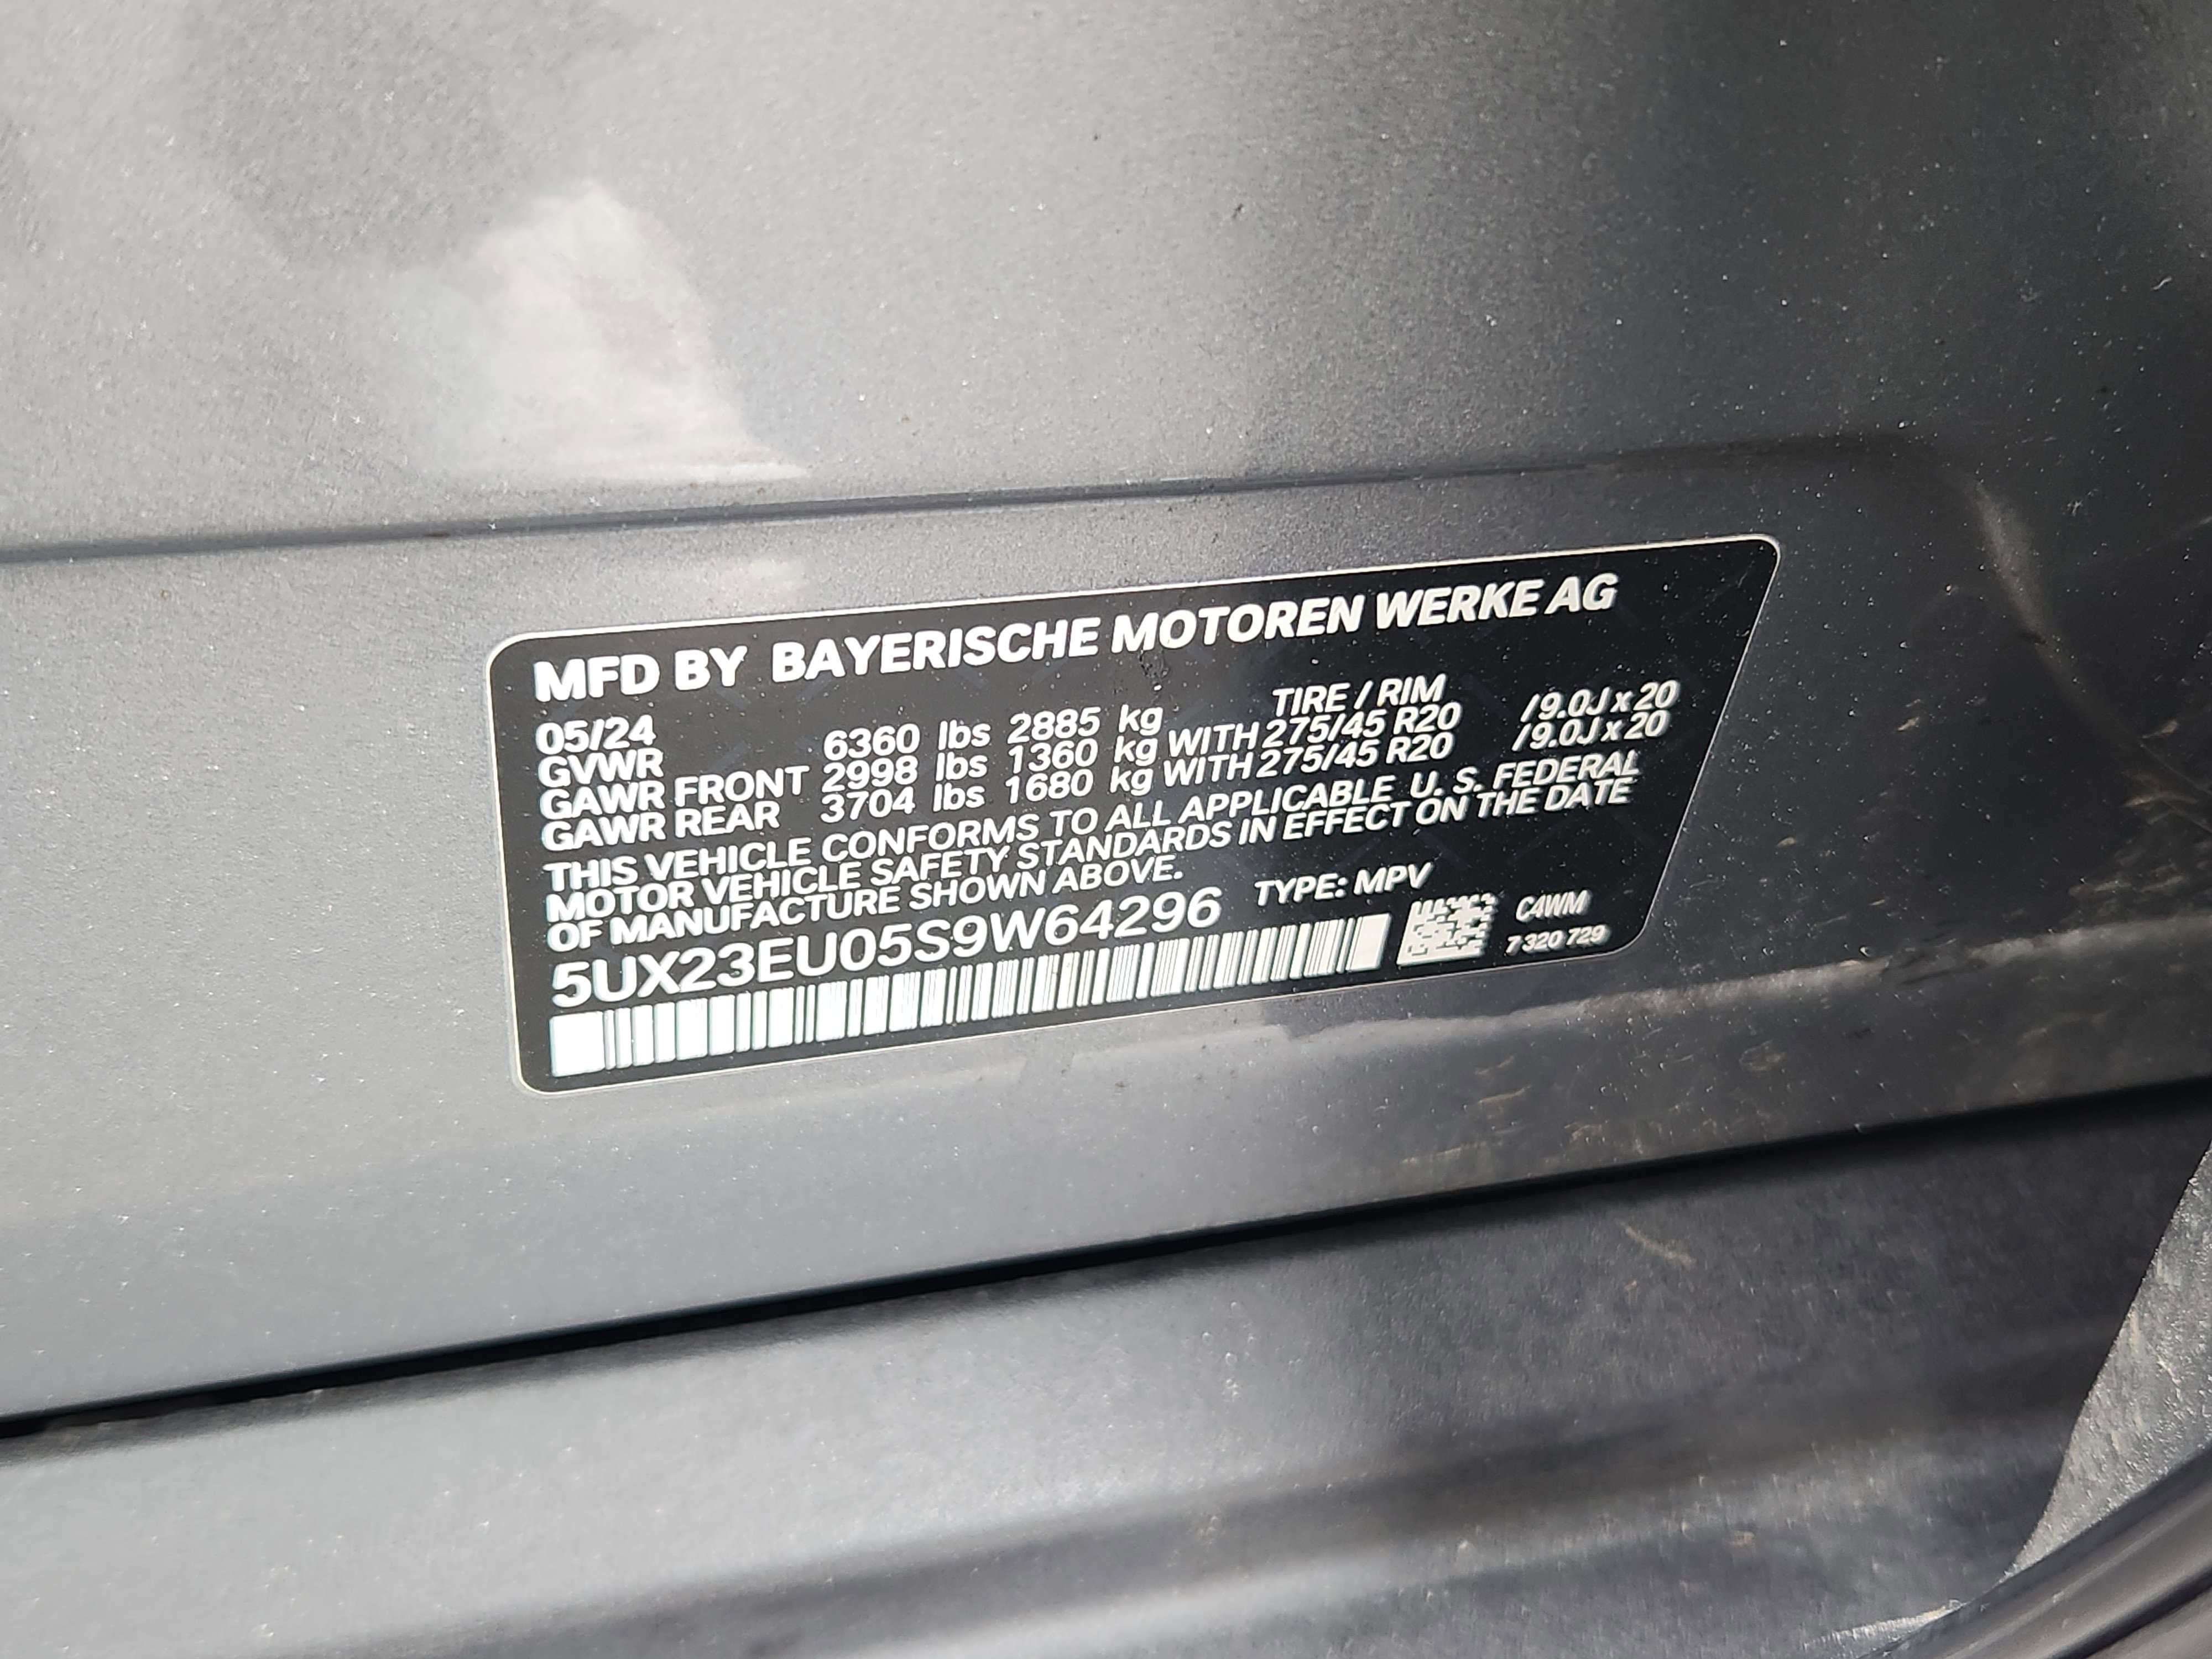 MFD BY BAYERISCHE MOTOREN WERKE AG
05/24 TIRE / RIM
GVWR 6360 lbs 2885 kg
GAWR FRONT 2998 lbs 1360 kg WITH 275/45 R20 / 9.0J x 20
GAWR REAR 3704 lbs 1680 kg WITH 275/45 R20 / 9.0J x 20
THIS VEHICLE CONFORMS TO ALL APPLICABLE U. S. FEDERAL
MOTOR VEHICLE SAFETY STANDARDS IN EFFECT ON THE DATE
OF MANUFACTURE SHOWN ABOVE.
5UX23EU05S9W64296 TYPE: MPV
C4WM
7 320 729